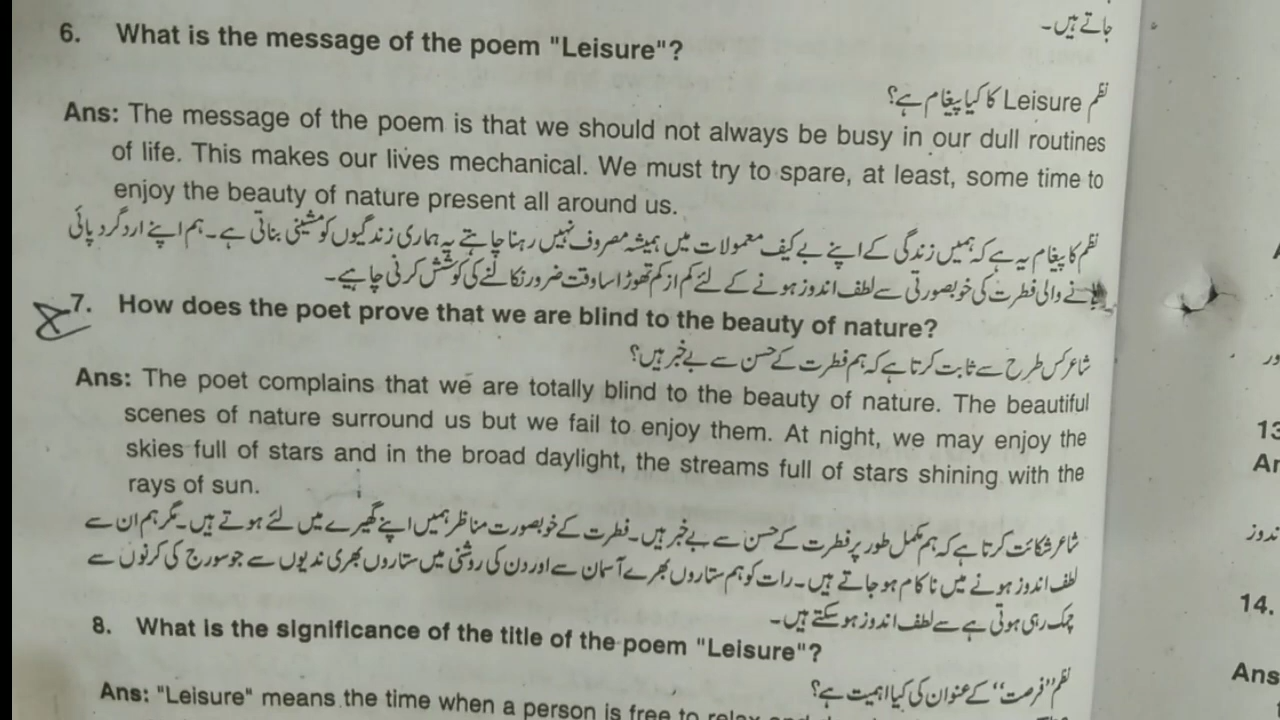 جاتے ہیں۔
6. What is the message of the poem "Leisure"?
نظم Leisure کا کیا پیغام ہے؟
Ans: The message of the poem is that we should not always be busy in our dull routines
of life. This makes our lives mechanical. We must try to spare, at least, some time to
enjoy the beauty of nature present all around us.
نظم کا پیغام یہ ہے کہ ہمیں زندگی کے اپنے بے کیف معمولات میں ہمیشہ مصروف نہیں رہنا چاہئے یہ ہماری زندگیوں کو مشینی بناتی ہے۔ ہم اپنے اردگرد پائی
نے والی فطرت کی خوبصورتی سے لطف اندوز ہونے کے لئے کم از کم تھوڑا سا وقت ضرور نکالنے کی کوشش کرنی چاہیے۔
7. How does the poet prove that we are blind to the beauty of nature?
شاعر کس طرح سے ثابت کرتا ہے کہ ہم فطرت کے حسن سے بے خبر ہیں؟
Ans: The poet complains that we are totally blind to the beauty of nature. The beautiful
scenes of nature surround us but we fail to enjoy them. At night, we may enjoy the
skies full of stars and in the broad daylight, the streams full of stars shining with the
rays of sun.
شاعر شکائت کرتا ہے کہ ہم مکمل طور پر فطرت کے حسن سے بے خبر ہیں۔ فطرت کے خوبصورت مناظر ہمیں اپنے گھیرے میں لئے ہوتے ہیں۔ مگر ہم ان سے
لطف اندوز ہونے میں ناکام ہو جاتے ہیں۔ رات کو ہم ستاروں بھرے آسمان سے اور دن کی روشنی میں ستاروں بھری ندیوں سے جو سورج کی کرنوں سے
چمک رہی ہوتی ہے سے لطف اندوز ہو سکتے ہیں۔
8. What is the significance of the title of the poem "Leisure"?
نظم "فرصت" کے عنوان کی کیا اہمیت ہے؟
Ans: "Leisure" means the time when a person is free to relax
13
An
ندوز
14.
Ans